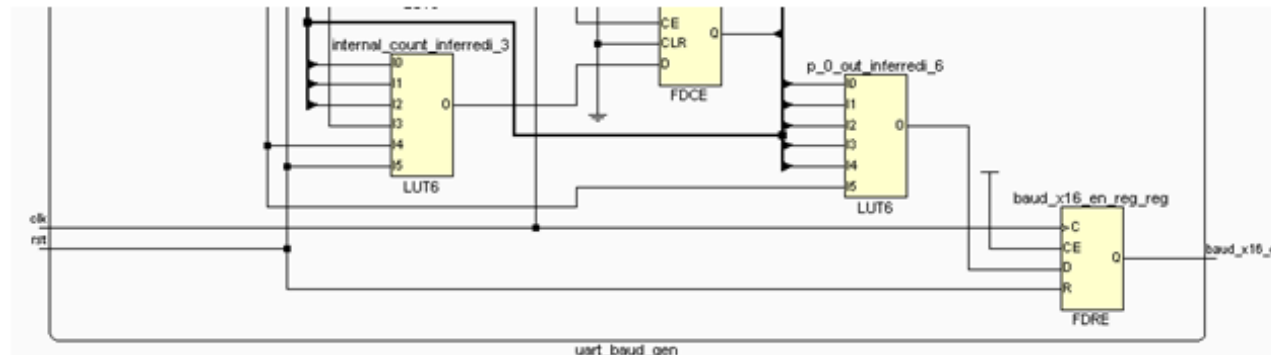 internal_count_inferredi_3
I0
I1
I2
I3
I4
I5
O
LUT6
CE
CLR
D
Q
FDCE
p_0_out_inferredi_6
I0
I1
I2
I3
I4
I5
O
LUT6
clk
rst
baud_x16_en_reg_reg
C
CE
D
R
Q
FDRE
uart_baud_gen